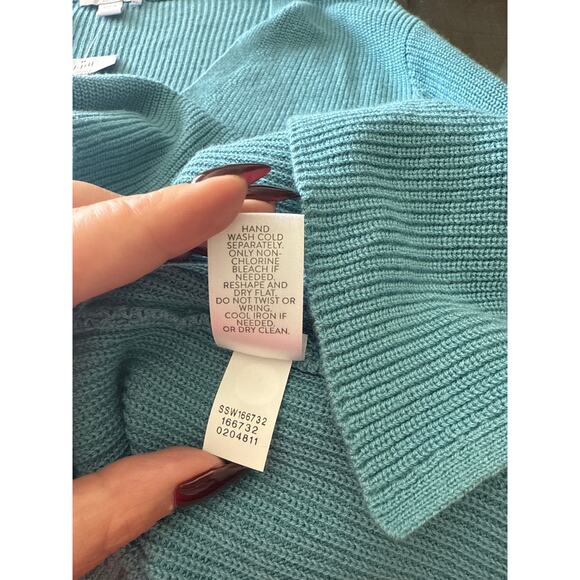 HAND
WASH COLD
SEPARATELY.
ONLY NON-
CHLORINE
BLEACH IF
NEEDED.
RESHAPE AND
DRY FLAT.
DO NOT TWIST OR
WRING.
COOL IRON IF
NEEDED.
OR DRY CLEAN.
SSW166732
166732
0204811